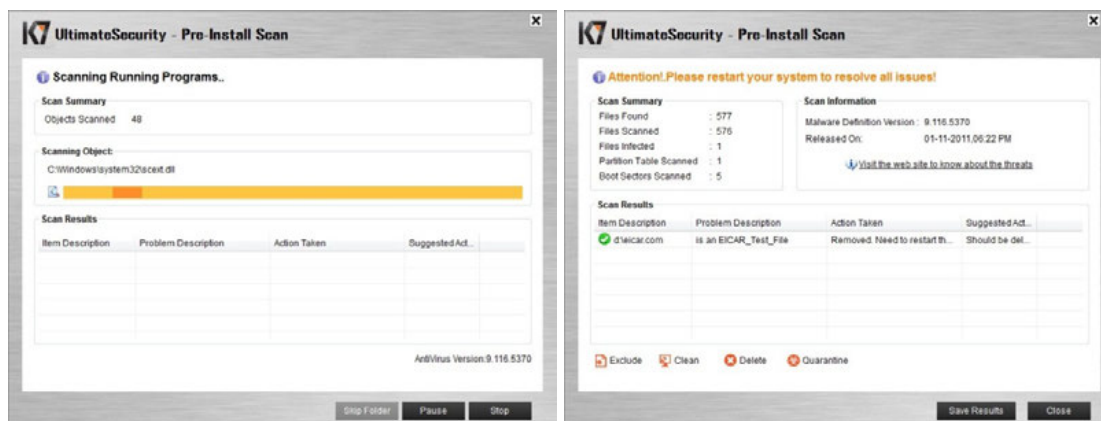 K7 UltimateSecurity - Pre-Install Scan
Scanning Running Programs..
Scan Summary
Objects Scanned 48
Scanning Object:
C:\Windows\system32\scext.dll
Scan Results
Item Description Problem Description Action Taken Suggested Act...
AntiVirus Version:9.116.5370
Skip Folder Pause Stop
K7 UltimateSecurity - Pre-Install Scan
Attention!.Please restart your system to resolve all issues!
Scan Summary
Files Found : 577
Files Scanned : 576
Files Infected : 1
Partition Table Scanned : 1
Boot Sectors Scanned : 5
Scan Information
Malware Definition Version : 9.116.5370
Released On: 01-11-2011,06:22 PM
Visit the web site to know about the threats
Scan Results
Item Description Problem Description Action Taken Suggested Act...
d:\eicar.com is an EICAR_Test_File Removed. Need to restart th... Should be del...
Exclude Clean Delete Quarantine
Save Results Close